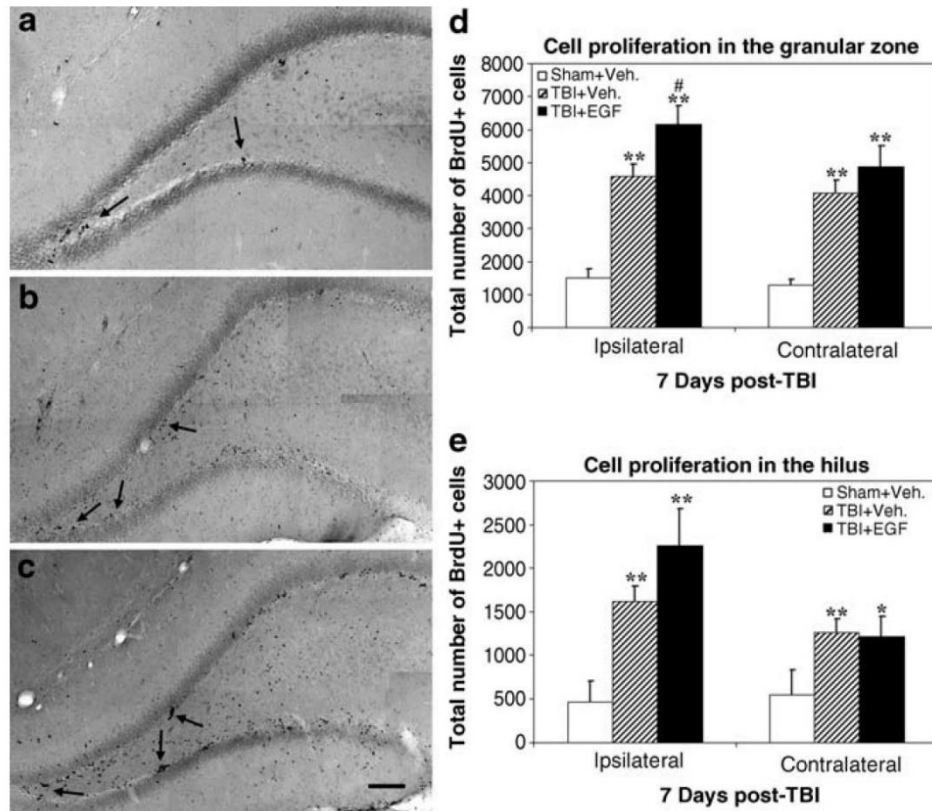 a
b
c
d
Cell proliferation in the granular zone
Total number of BrdU+ cells
8000
7000
6000
5000
4000
3000
2000
1000
0
Sham+Veh.
TBI+Veh.
TBI+EGF
**
#
**
**
**
Ipsilateral
Contralateral
7 Days post-TBI
e
Cell proliferation in the hilus
Total number of BrdU+ cells
3000
2500
2000
1500
1000
500
0
Sham+Veh.
TBI+Veh.
TBI+EGF
**
**
**
*
Ipsilateral
Contralateral
7 Days post-TBI